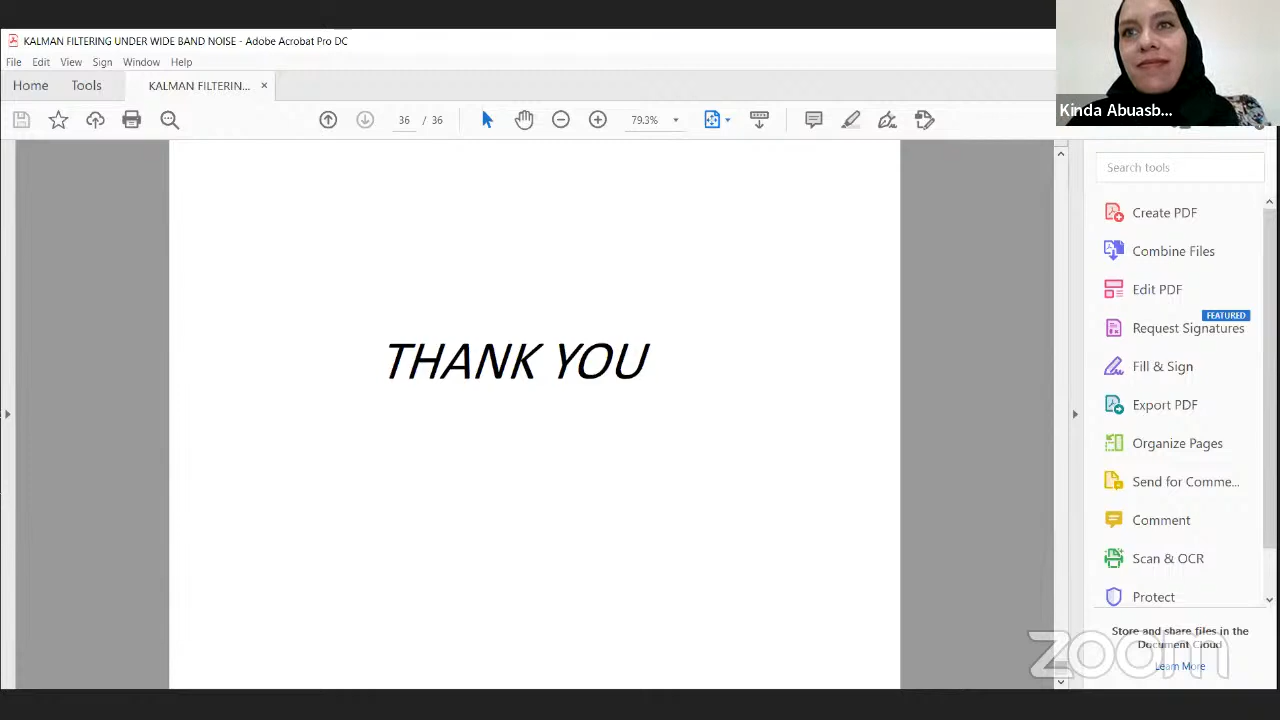 KALMAN FILTERING UNDER WIDE BAND NOISE - Adobe Acrobat Pro DC
File Edit View Sign Window Help
Home Tools KALMAN FILTERIN... ×
36 / 36 79.3%
Kinda Abuasb...
Search tools
Create PDF
Combine Files
Edit PDF
FEATURED
Request Signatures
Fill & Sign
Export PDF
Organize Pages
Send for Comme...
Comment
Scan & OCR
Protect
THANK YOU
Store and share files in the
Document Cloud
Learn More
zoom